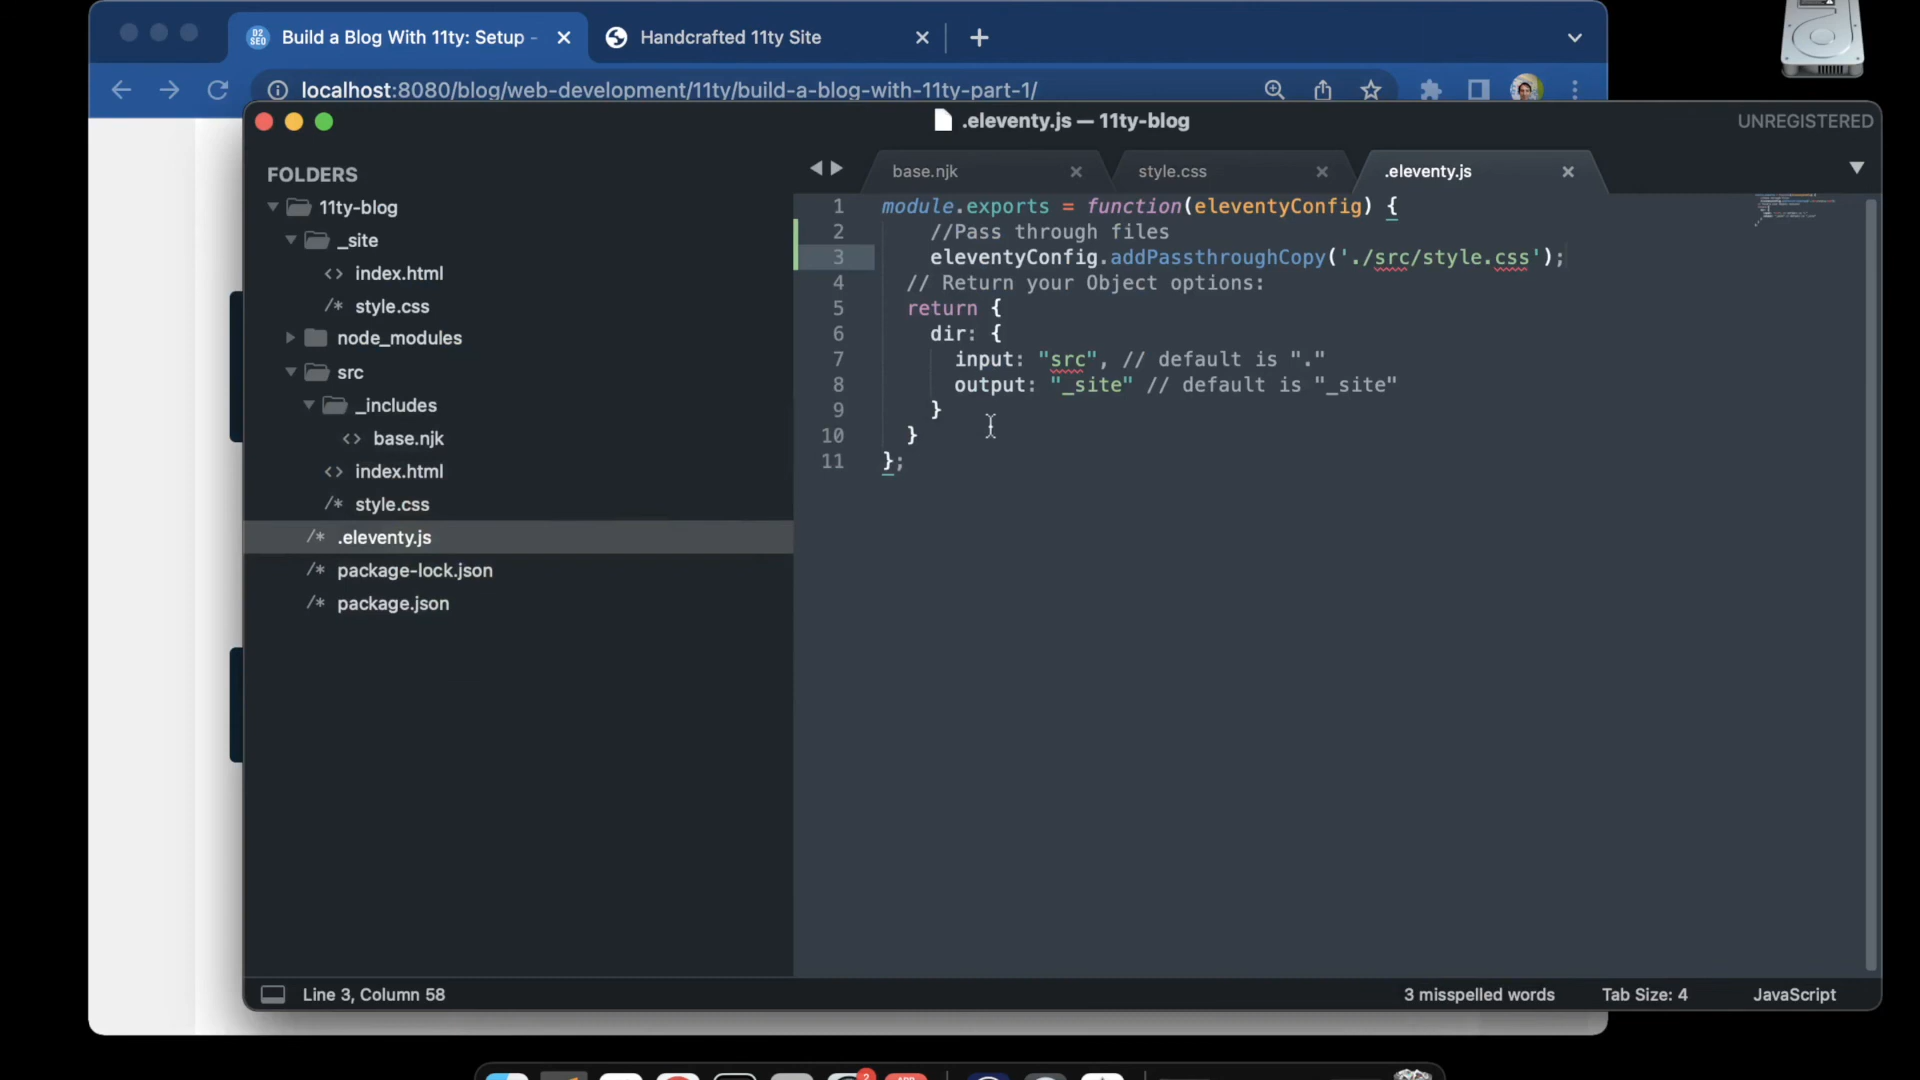 Build a Blog With 11ty: Setup -
Handcrafted 11ty Site
localhost:8080/blog/web-development/11ty/build-a-blog-with-11ty-part-1/
.eleventy.js — 11ty-blog
UNREGISTERED
FOLDERS
11ty-blog
_site
<> index.html
/* style.css
node_modules
src
_includes
<> base.njk
<> index.html
/* style.css
/* .eleventy.js
/* package-lock.json
/* package.json
base.njk
style.css
.eleventy.js
1 module.exports = function(eleventyConfig) {
2 //Pass through files
3 eleventyConfig.addPassthroughCopy('./src/style.css');
4 // Return your Object options:
5 return {
6 dir: {
7 input: "src", // default is "."
8 output: "_site" // default is "_site"
9 }
10 }
11 };
Line 3, Column 58
3 misspelled words
Tab Size: 4
JavaScript